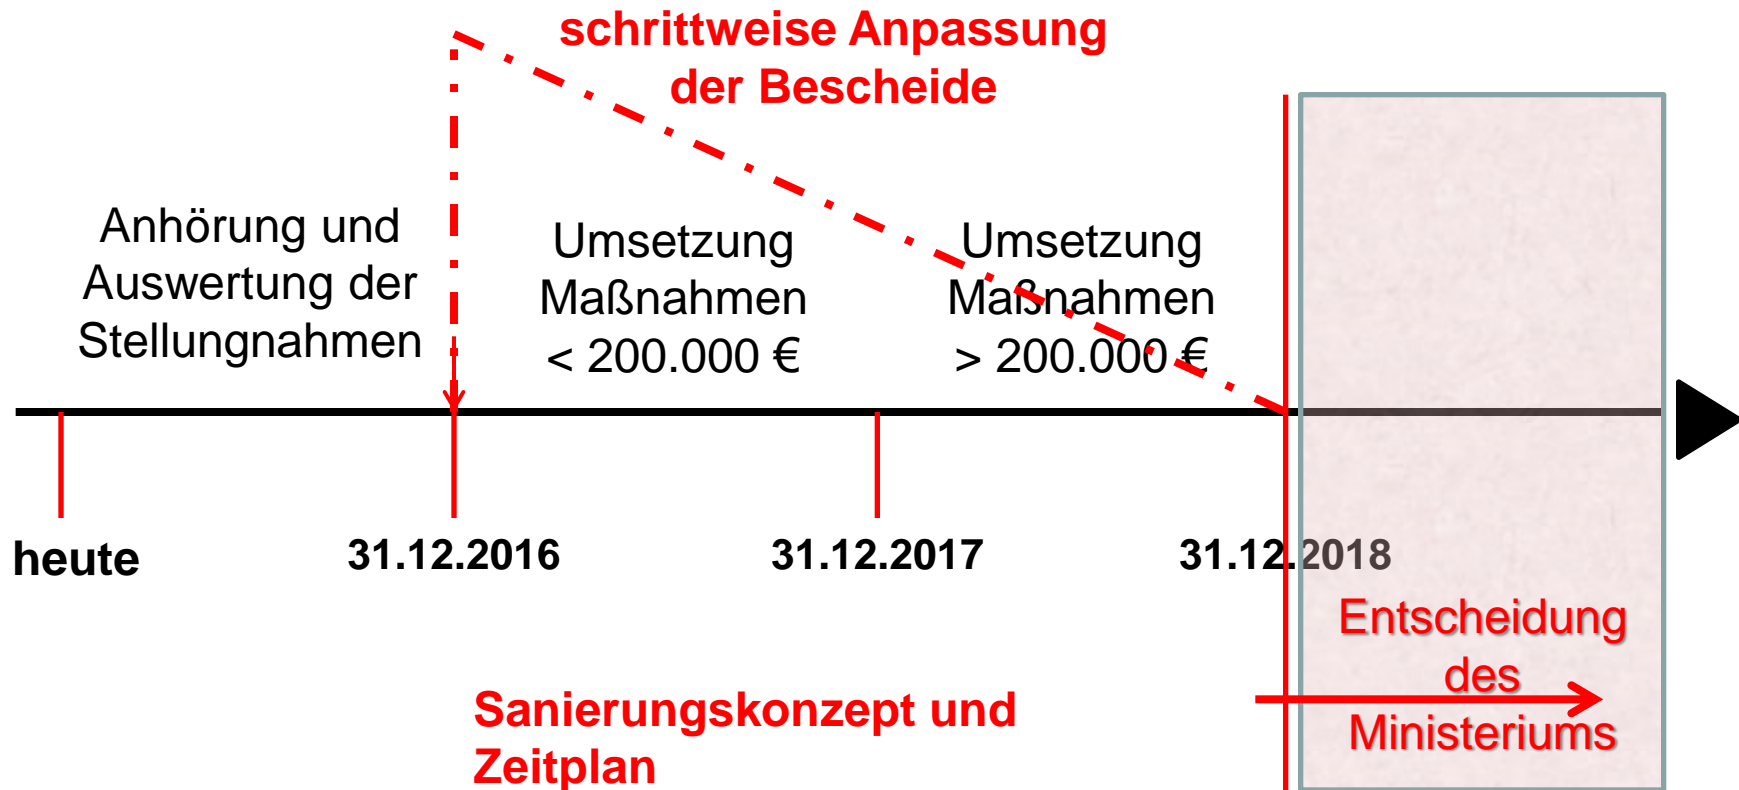 schrittweise Anpassung
der Bescheide
Anhörung und
Auswertung der
Stellungnahmen
Umsetzung
Maßnahmen
< 200.000 €
Umsetzung
Maßnahmen
> 200.000 €
heute
31.12.2016
31.12.2017
31.12.2018
Entscheidung
des
Ministeriums
Sanierungskonzept und
Zeitplan